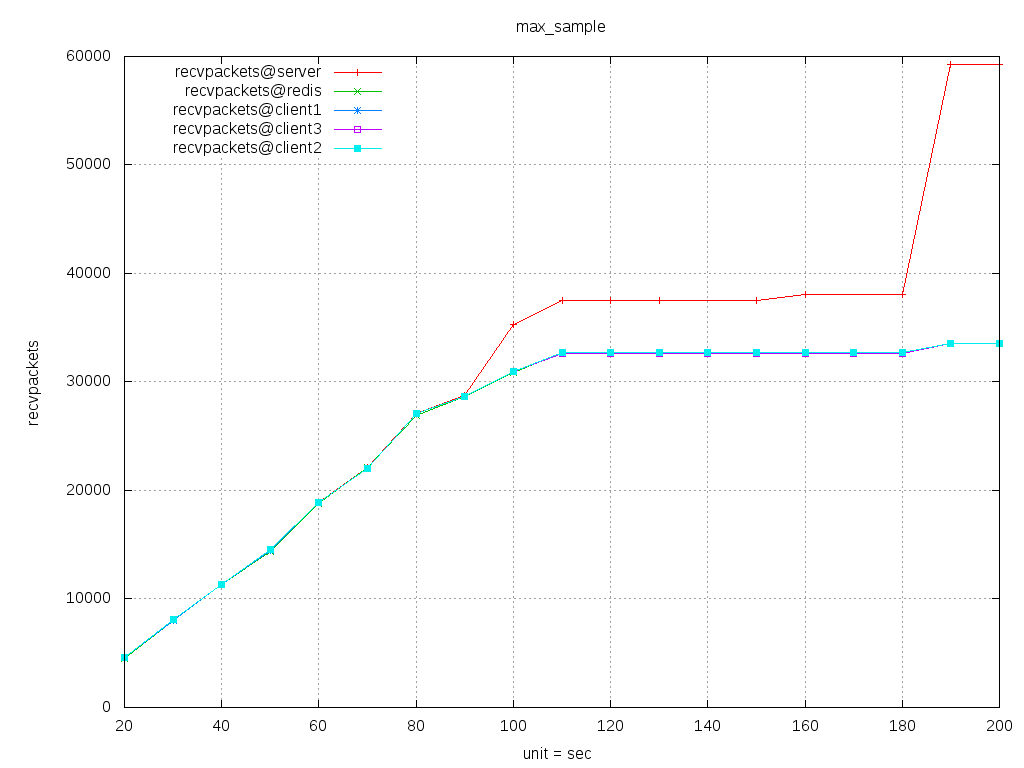 max_sample
60000
50000
40000
30000
20000
10000
0
recvpackets
recvpackets@server
recvpackets@redis
recvpackets@client1
recvpackets@client3
recvpackets@client2
20 40 60 80 100 120 140 160 180 200
unit = sec